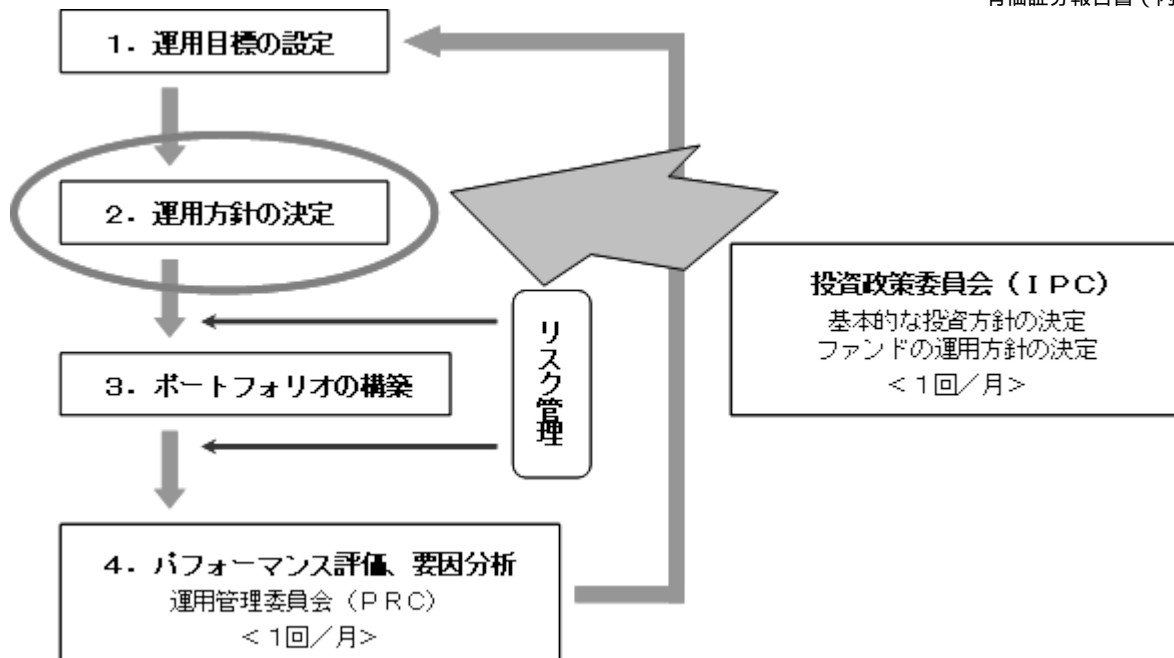 1．運用目標の設定
2．運用方針の決定
リスク管理
3．ポートフォリオの構築
4．パフォーマンス評価、要因分析
運用管理委員会（PRC）
＜1回／月＞
投資政策委員会（IPC）
基本的な投資方針の決定
ファンドの運用方針の決定
＜1回／月＞